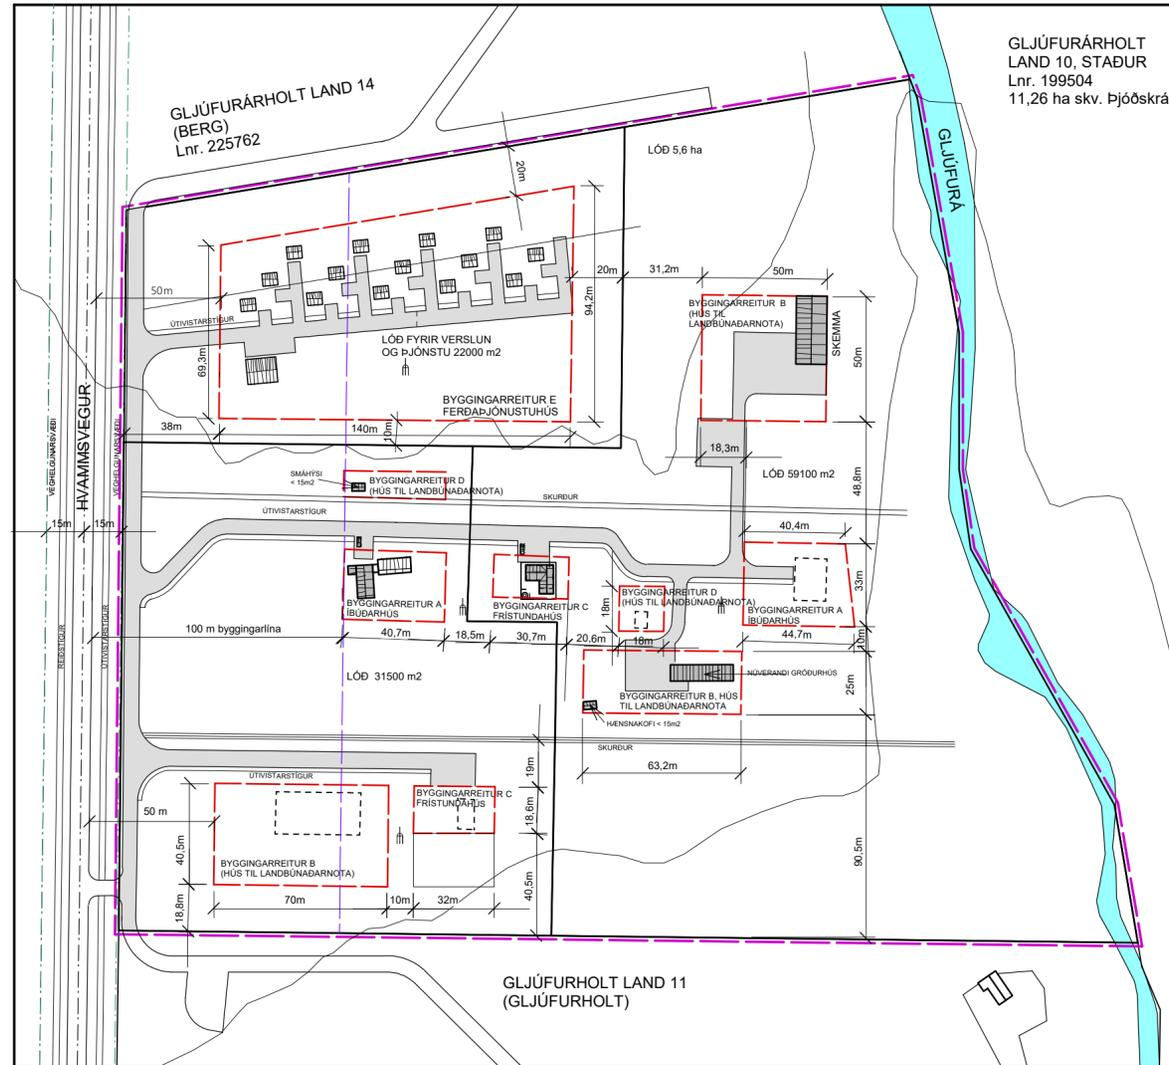 GLJÚFURÁRHOLT
LAND 10, STAÐUR
Lnr. 199504
11,26 ha skv. Þjóðskrá
GLJÚFURÁRHOLT LAND 14
(BERG)
Lnr. 225762
GLJÚFURÁ
LÓÐ 5,6 ha
20m
50m
20m
31,2m
50m
94,2m
69,3m
ÚTIVISTARSTÍGUR
LÓÐ FYRIR VERSLUN
OG ÞJÓNSTU 22000 m2
BYGGINGARREITUR B
(HÚS TIL
LANDBÚNAÐARNOTA)
SKEMMA
50m
BYGGINGARREITUR E
FERÐAÞJÓNUSTUHÚS
38m
140m
10m
18,3m
LÓÐ 59100 m2
48,8m
VEGHELGUNARSVÆÐI
HVAMMSVEGUR
VEGHELGUNARSVÆÐI
SMÁHÝSI
< 15m2
BYGGINGARREITUR D
(HÚS TIL LANDBÚNAÐARNOTA)
SKURÐUR
ÚTIVISTARSTÍGUR
15m
15m
40,4m
33m
BYGGINGARREITUR A
ÍBÚÐARHÚS
BYGGINGARREITUR C
FRÍSTUNDAHÚS
18m
BYGGINGARREITUR D
(HÚS TIL LANDBÚNAÐARNOTA)
BYGGINGARREITUR A
ÍBÚÐARHÚS
REIÐSTÍGUR
ÚTIVISTARSTÍGUR
100 m byggingarlína
40,7m
18,5m
30,7m
20,6m
18m
44,7m
10m
LÓÐ 31500 m2
NÚVERANDI GRÓÐURHÚS
25m
BYGGINGARREITUR B, HÚS
TIL LANDBÚNAÐARNOTA
HÆNSNAKOFI < 15m2
SKURÐUR
63,2m
19m
ÚTIVISTARSTÍGUR
BYGGINGARREITUR C
FRÍSTUNDAHÚS
18,6m
50 m
40,5m
BYGGINGARREITUR B
(HÚS TIL LANDBÚNAÐARNOTA)
90,5m
40,5m
18,8m
70m
10m
32m
GLJÚFURHOLT LAND 11
(GLJÚFURHOLT)